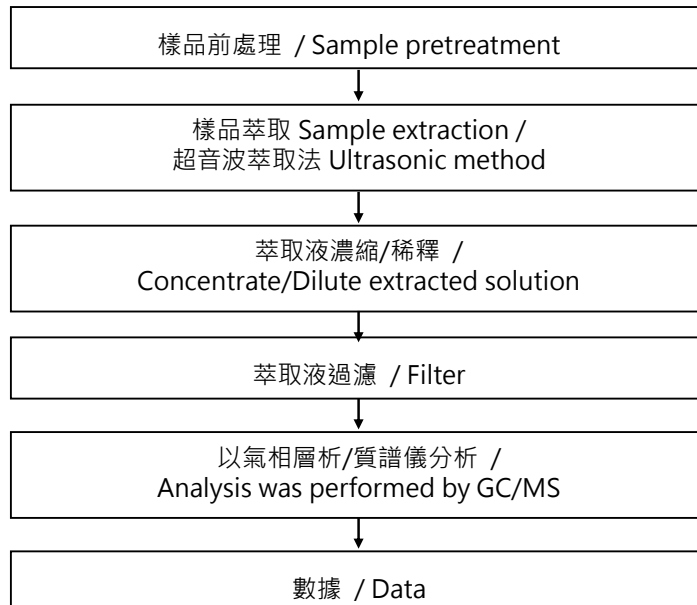 樣品前處理 / Sample pretreatment
樣品萃取 Sample extraction /
超音波萃取法 Ultrasonic method
萃取液濃縮/稀釋 /
Concentrate/Dilute extracted solution
萃取液過濾 / Filter
以氣相層析/質譜儀分析 /
Analysis was performed by GC/MS
數據 / Data